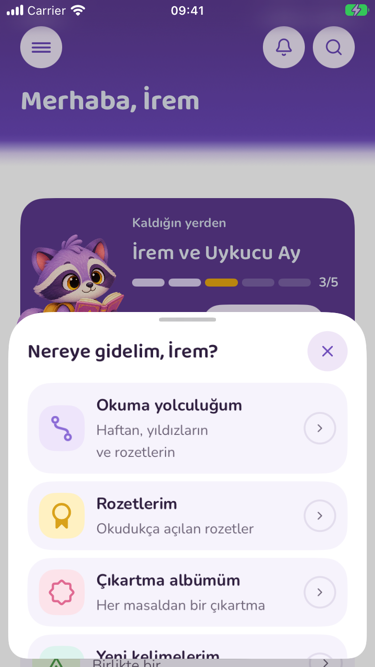 Carrier 09:41
Merhaba, İrem
Kaldığın yerden
İrem ve Uykucu Ay
3/5
Nereye gidelim, İrem?
Okuma yolculuğum
Haftan, yıldızların
ve rozetlerin
Rozetlerim
Okudukça açılan rozetler
Çıkartma albümüm
Her masaldan bir çıkartma
Yeni kelimelerim
Birlikte bir